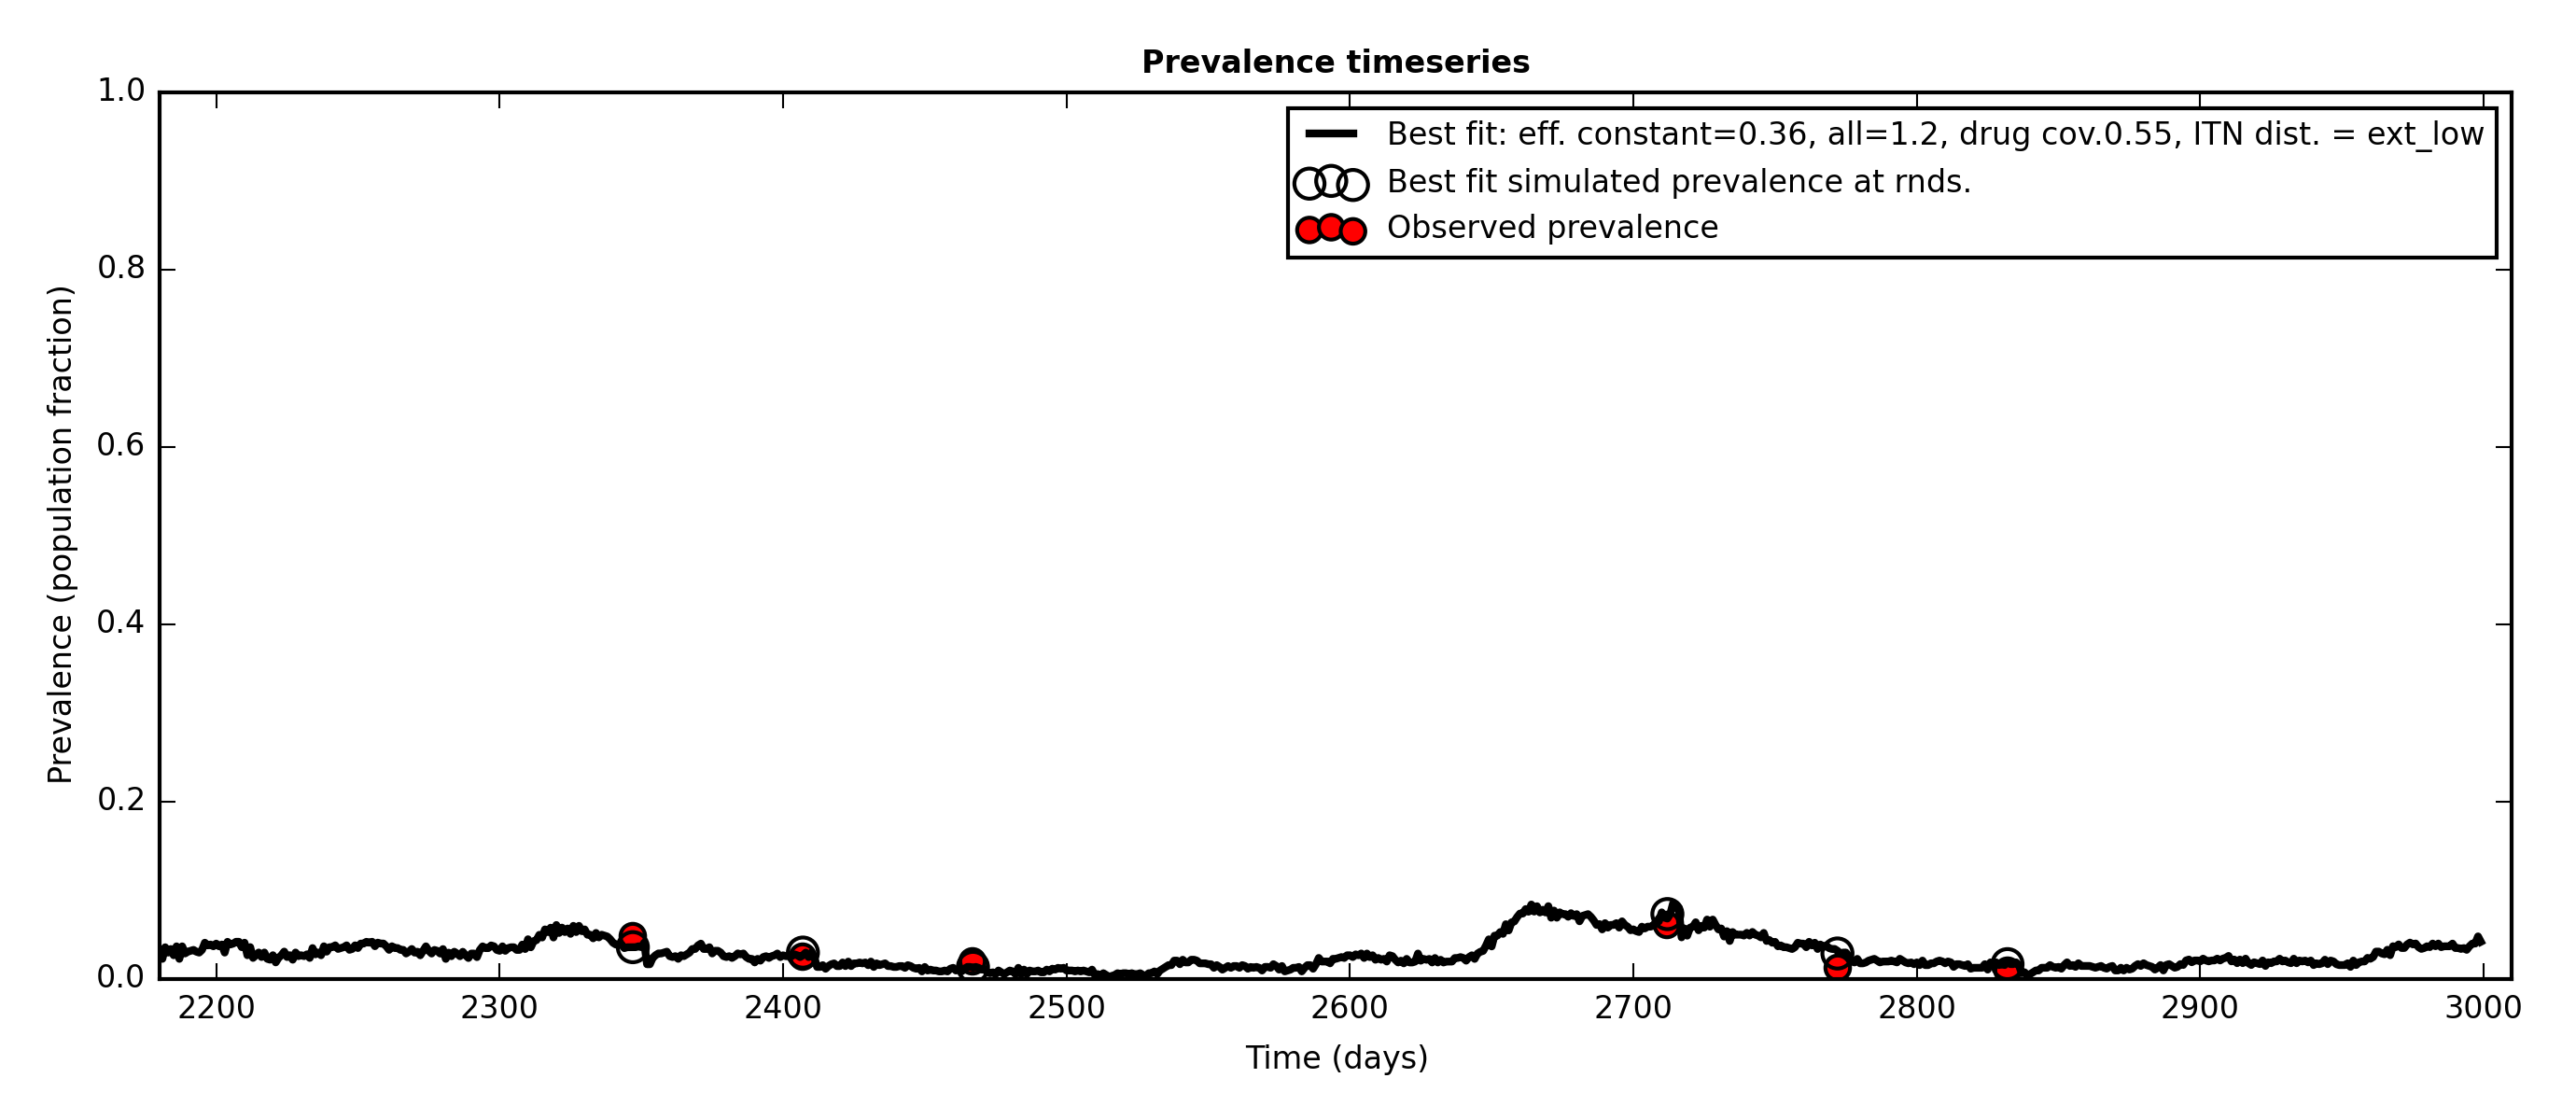 Prevalence timeseries
1.0
0.8
0.6
0.4
0.2
0.0
Prevalence (population fraction)
Best fit: eff. constant=0.36, all=1.2, drug cov.0.55, ITN dist. = ext_low
Best fit simulated prevalence at rnds.
Observed prevalence
2200 2300 2400 2500 2600 2700 2800 2900 3000
Time (days)